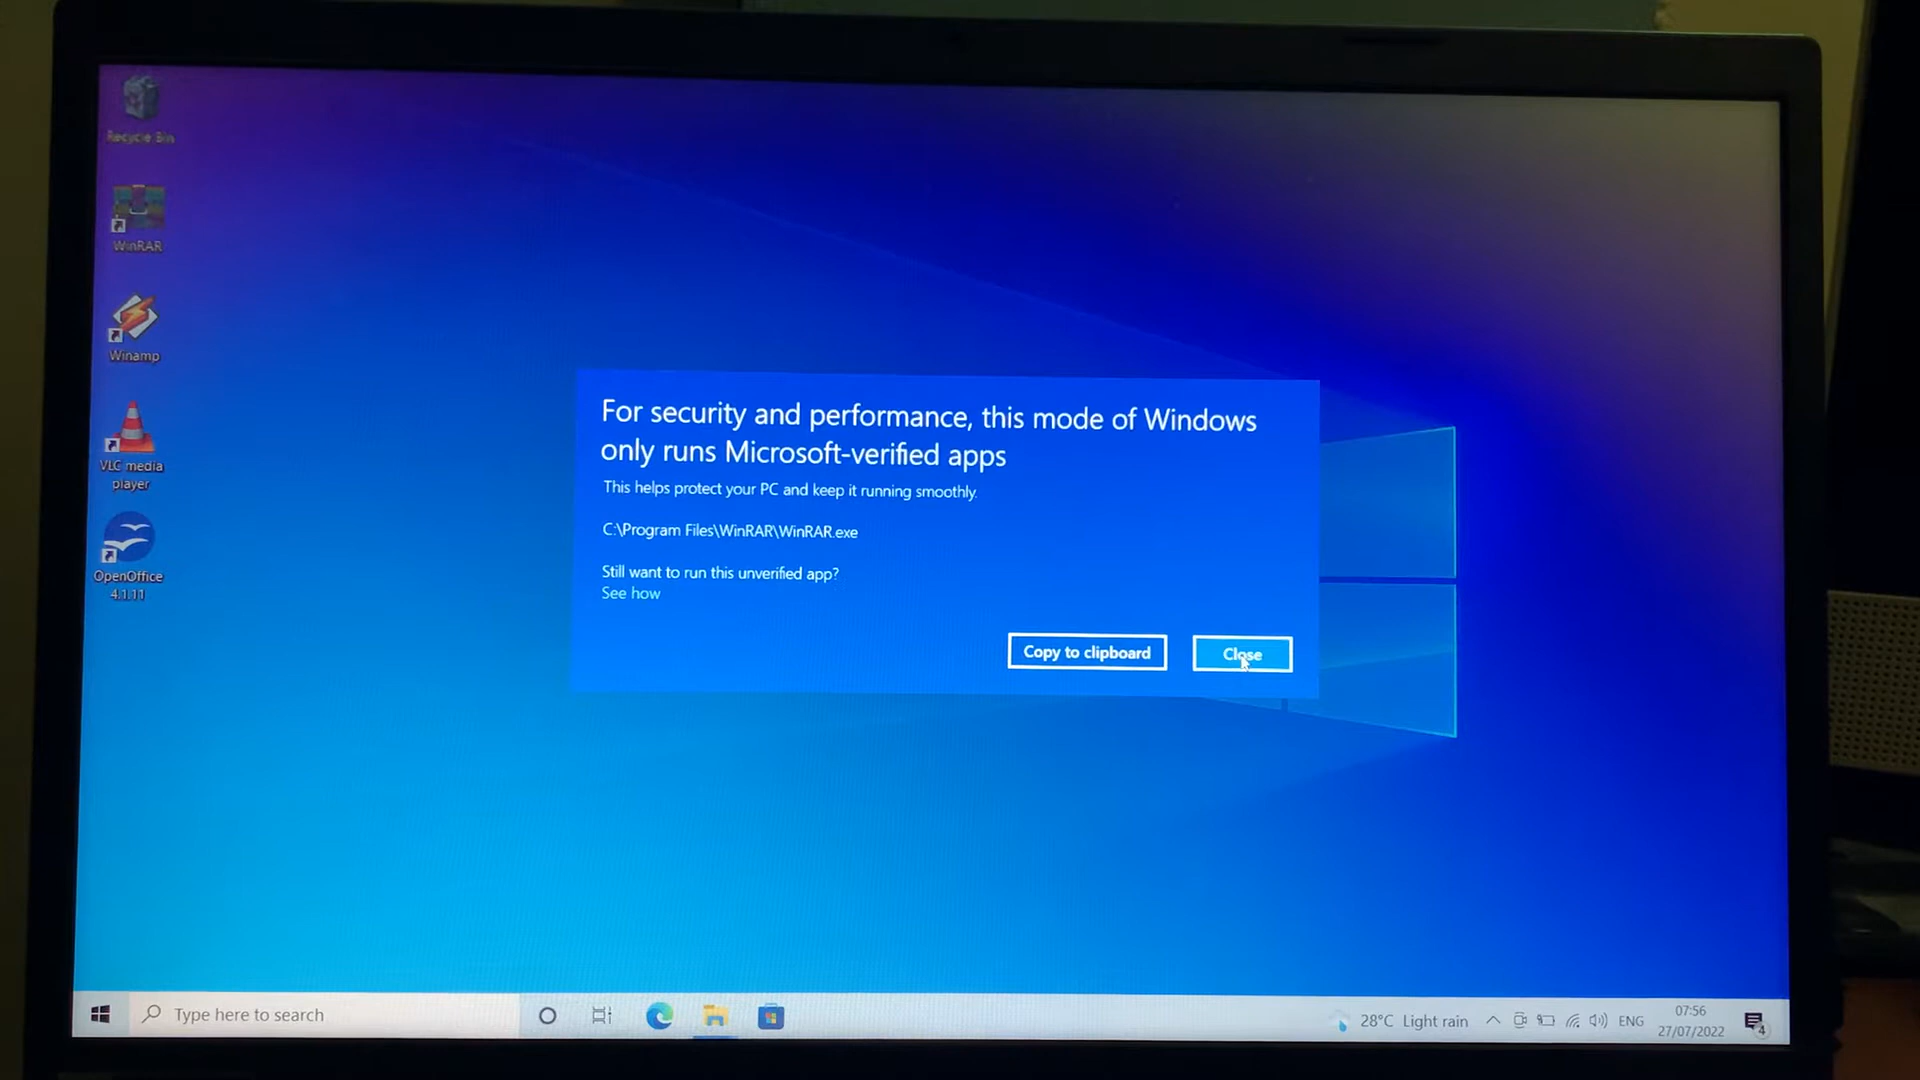 Recycle Bin
WinRAR
Winamp
VLC media
player
OpenOffice
4.1.11
For security and performance, this mode of Windows
only runs Microsoft-verified apps
This helps protect your PC and keep it running smoothly.
C:\Program Files\WinRAR\WinRAR.exe
Still want to run this unverified app?
See how
Copy to clipboard
Close
Type here to search
28°C Light rain
ENG
07:56
27/07/2022
4